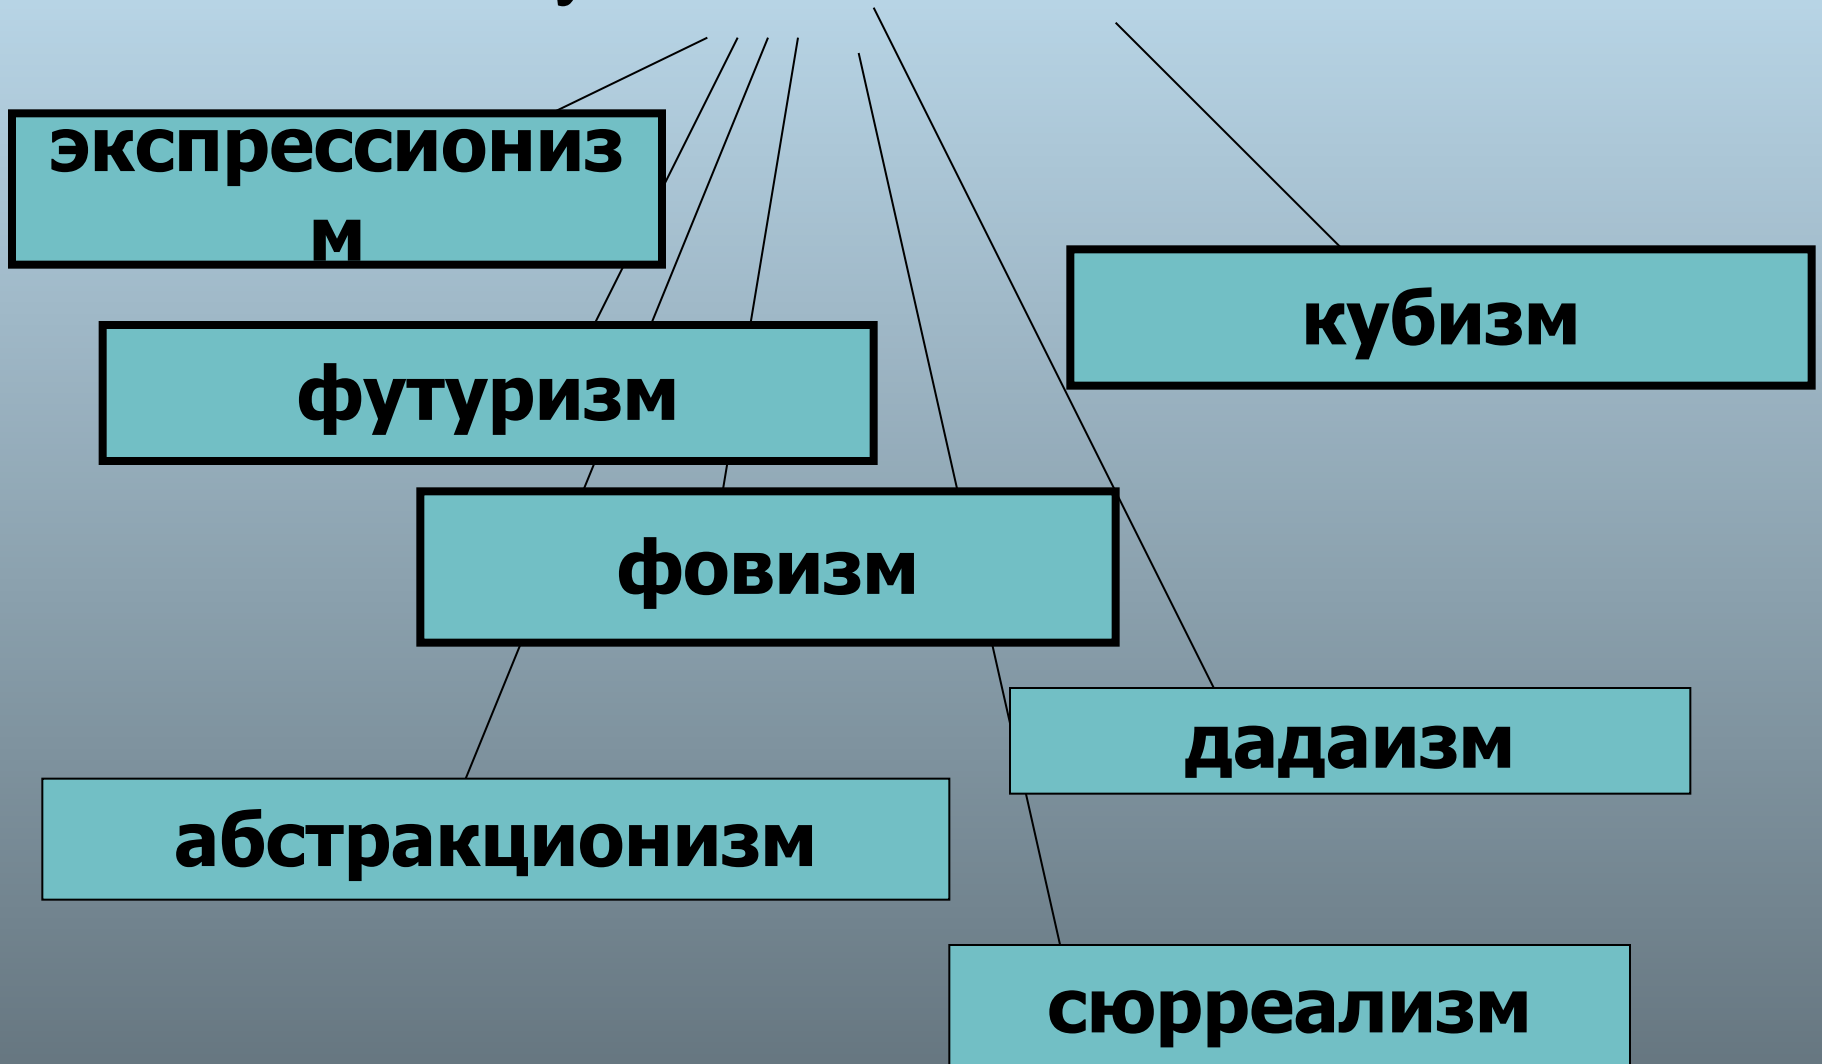 экспрессиониз
м
кубизм
футуризм
фовизм
дадаизм
абстракционизм
сюрреализм